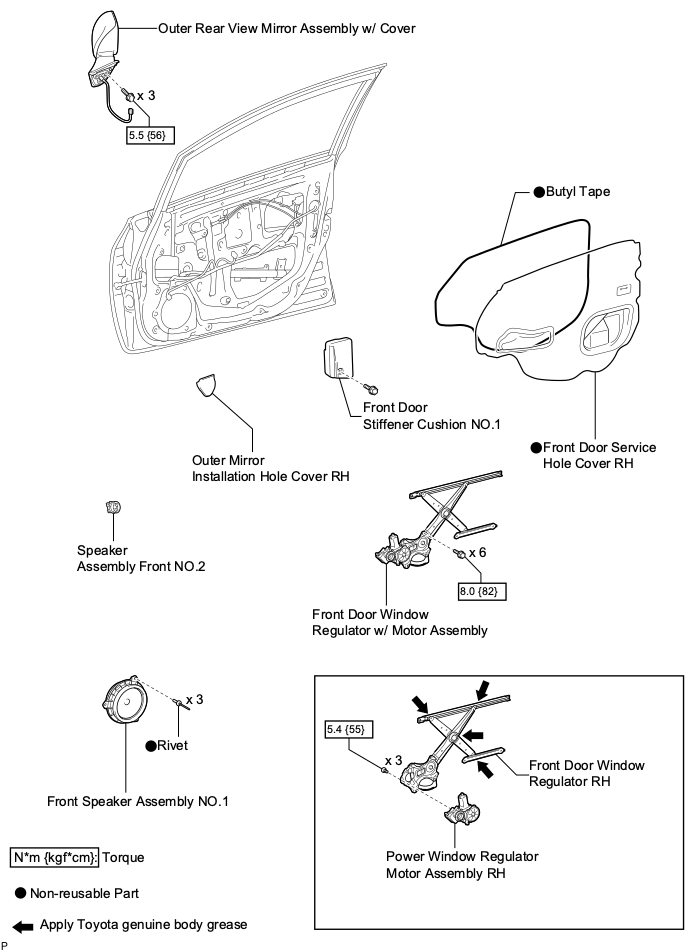 Outer Rear View Mirror Assembly w/ Cover
x 3
5.5 {56}
●Butyl Tape
Front Door
Stiffener Cushion NO.1
●Front Door Service
Hole Cover RH
Outer Mirror
Installation Hole Cover RH
Speaker
Assembly Front NO.2
x 6
8.0 {82}
Front Door Window
Regulator w/ Motor Assembly
x 3
●Rivet
Front Speaker Assembly NO.1
5.4 {55}
x 3
Front Door Window
Regulator RH
Power Window Regulator
Motor Assembly RH
N*m {kgf*cm}: Torque
● Non-reusable Part
Apply Toyota genuine body grease
P